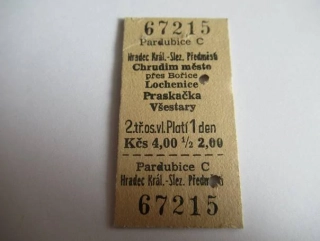 67215
Pardubice C
Hradec Král.-Slez. Předměstí
Chrudim město
přes Bořice
Lochenice
Praskačka
Všestary
2.tř.os.vl.Platí 1 den
Kčs 4,00 ½ 2,00
Pardubice C
Hradec Král.-Slez. Předměstí
67215